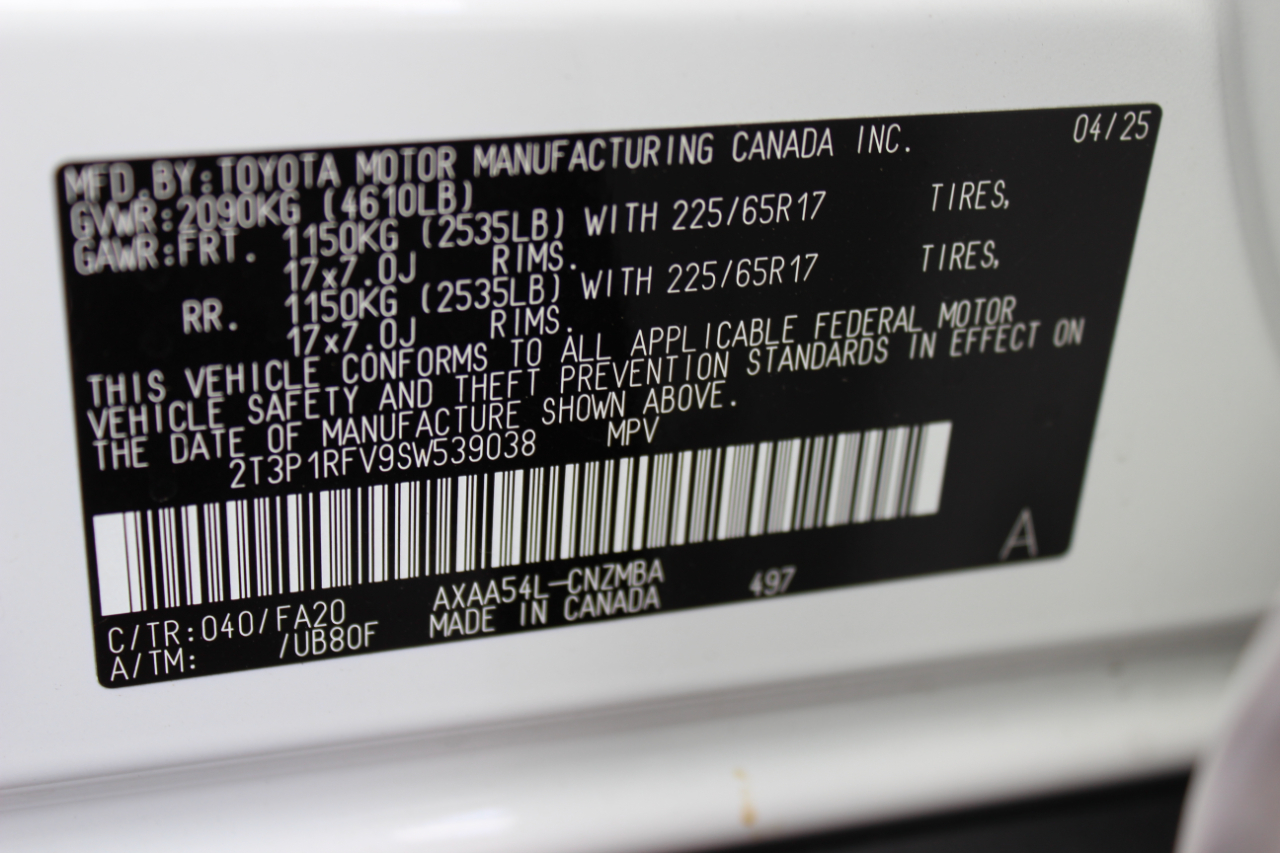 MFD.BY:TOYOTA MOTOR MANUFACTURING CANADA INC. 04/25
GVWR:2090KG (4610LB)
GAWR:FRT. 1150KG (2535LB) WITH 225/65R17 TIRES,
17x7.0J RIMS.
RR. 1150KG (2535LB) WITH 225/65R17 TIRES,
17x7.0J RIMS.
THIS VEHICLE CONFORMS TO ALL APPLICABLE FEDERAL MOTOR
VEHICLE SAFETY AND THEFT PREVENTION STANDARDS IN EFFECT ON
THE DATE OF MANUFACTURE SHOWN ABOVE.
2T3P1RFV9SW539038 MPV
A
C/TR:040/FA20 AXAA54L-CNZMBA 497
A/TM: /UB80F MADE IN CANADA